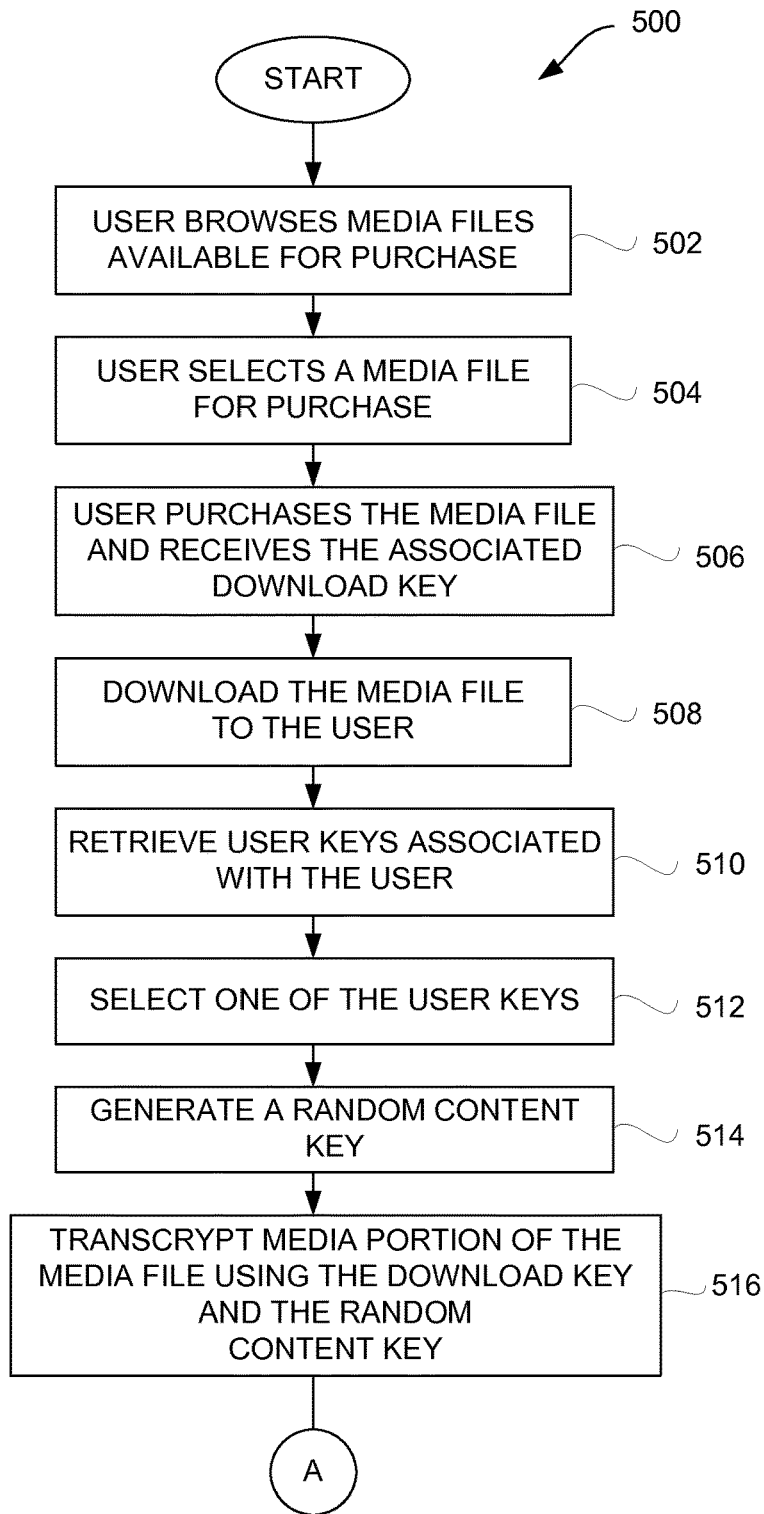 500
START
USER BROWSES MEDIA FILES
AVAILABLE FOR PURCHASE
502
USER SELECTS A MEDIA FILE
FOR PURCHASE
504
USER PURCHASES THE MEDIA FILE
AND RECEIVES THE ASSOCIATED
DOWNLOAD KEY
506
DOWNLOAD THE MEDIA FILE
TO THE USER
508
RETRIEVE USER KEYS ASSOCIATED
WITH THE USER
510
SELECT ONE OF THE USER KEYS
512
GENERATE A RANDOM CONTENT
KEY
514
TRANSCRYPT MEDIA PORTION OF THE
MEDIA FILE USING THE DOWNLOAD KEY
AND THE RANDOM
CONTENT KEY
516
A